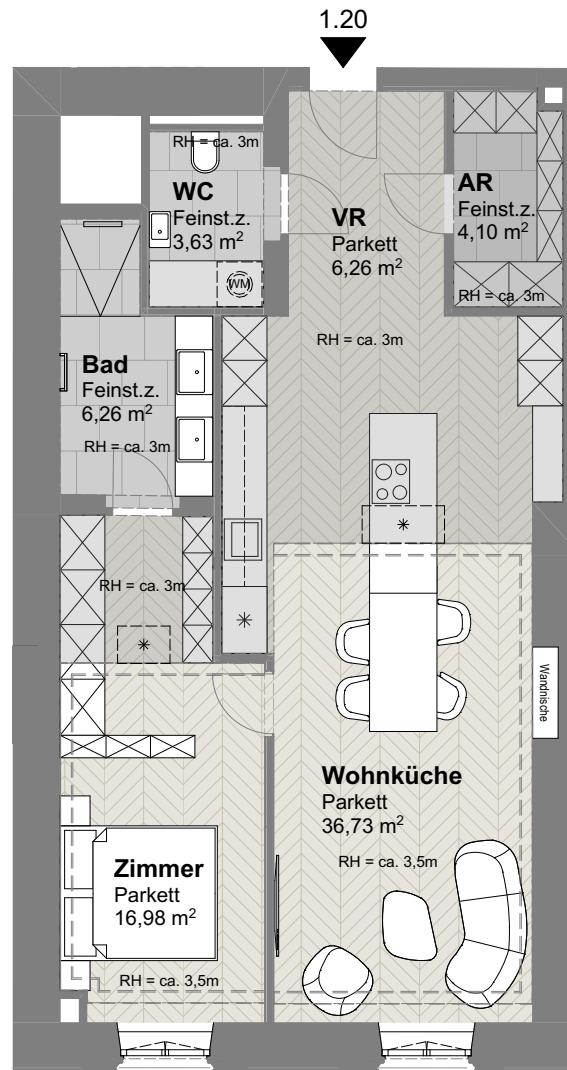 1.20
RH = ca. 3m
WC
Feinst.z.
3,63 m²
WM
VR
Parkett
6,26 m²
AR
Feinst.z.
4,10 m²
RH = ca. 3m
RH = ca. 3m
Bad
Feinst.z.
6,26 m²
RH = ca. 3m
RH = ca. 3m
Wandnische
Wohnküche
Parkett
36,73 m²
RH = ca. 3,5m
Zimmer
Parkett
16,98 m²
RH = ca. 3,5m